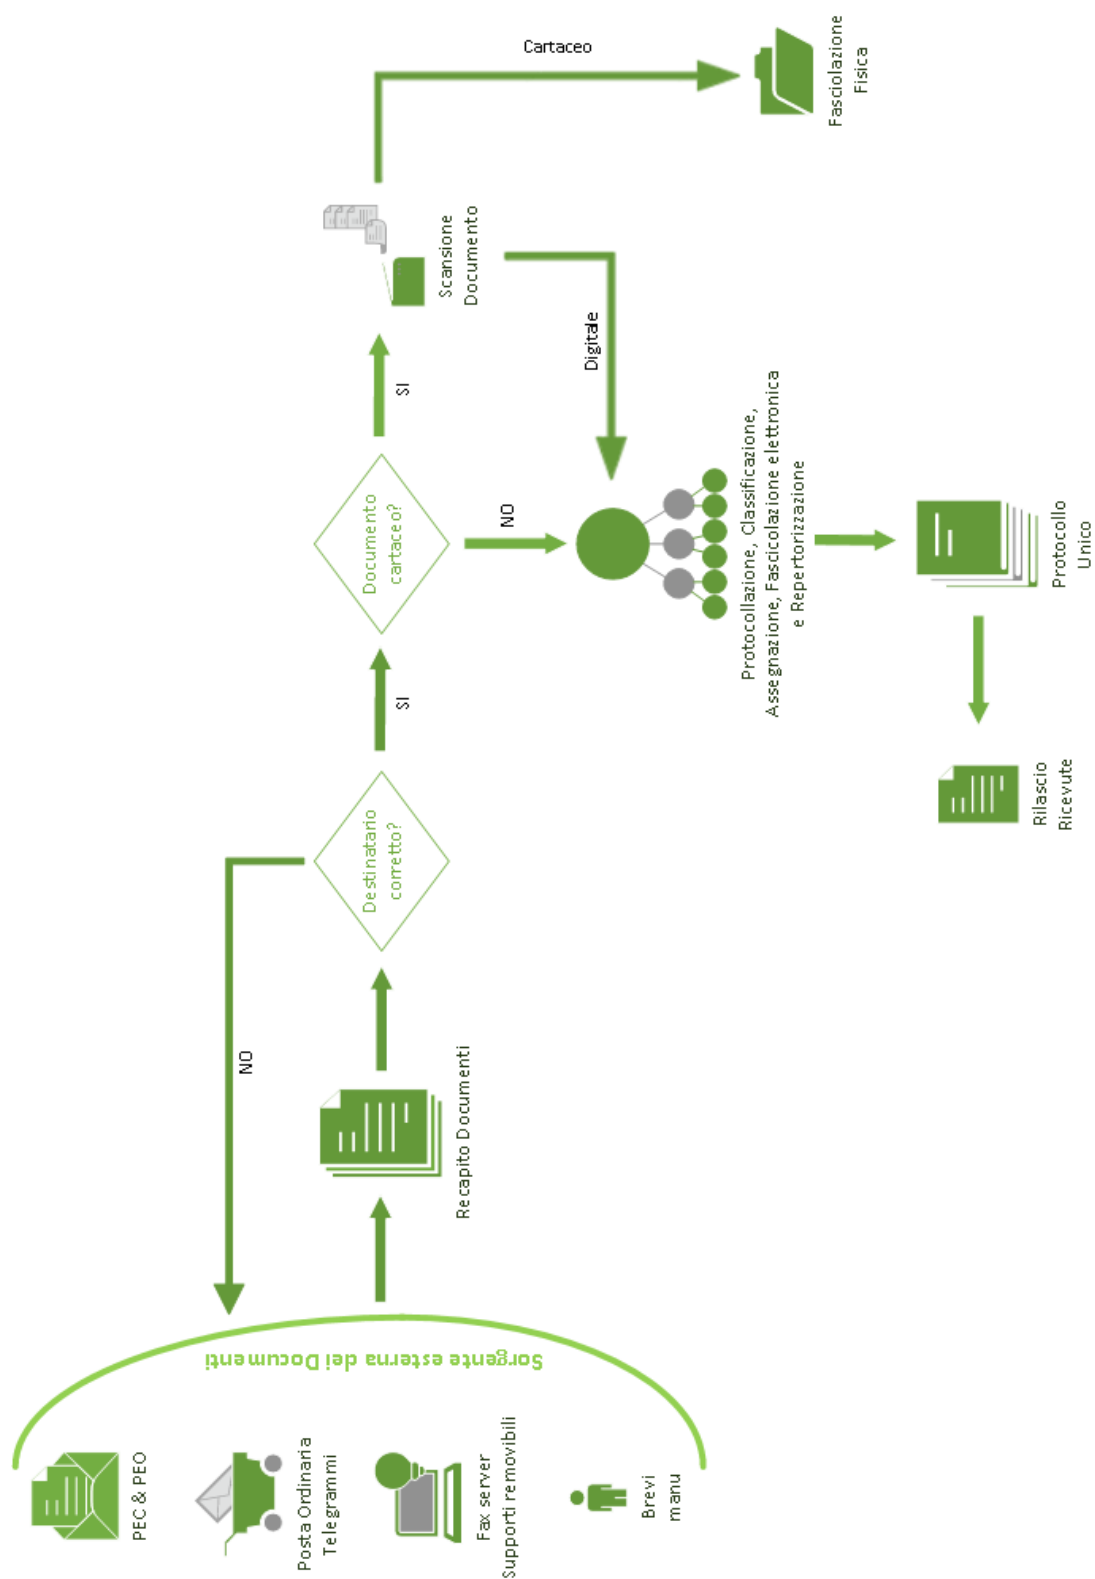 PEC & PEO
Posta Ordinaria
Telegrammi
Fax server
Supporti removibili
Brevi
manu
Sorgente esterna dei Documenti
Recapito Documenti
NO
Destinatario
corretto?
SI
Documento
cartaceo?
SI
NO
Scansione
Documento
Cartaceo
Fasciolazione
Fisica
Digitale
Protocollazione, Classificazione,
Assegnazione, Fascicolazione elettronica
e Repertorizzazione
Protocollo
Unico
Rilascio
Ricevute